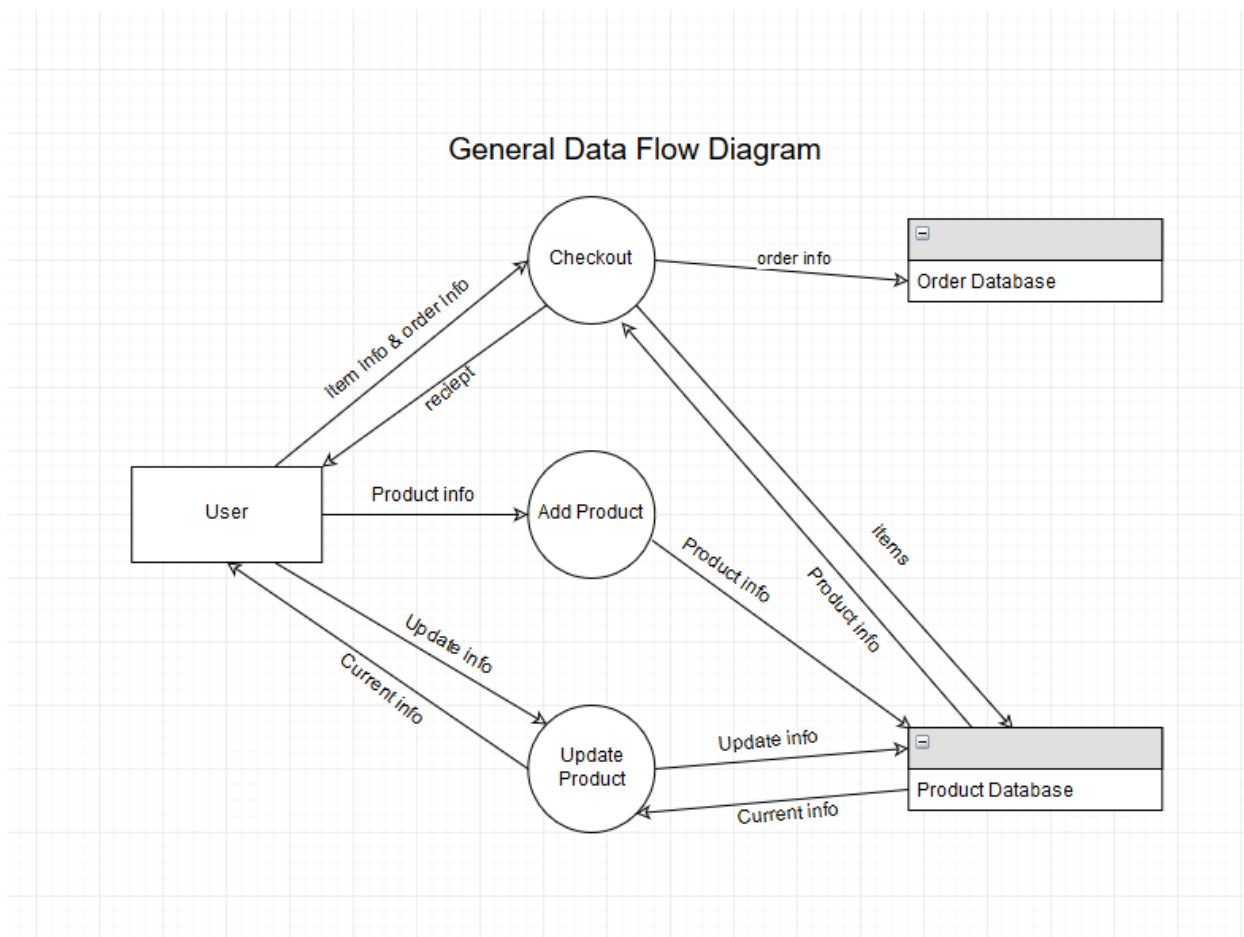 General Data Flow Diagram
Checkout
order info
Order Database
item info & order info
reciept
User
Product info
Add Product
Product info
items
Product info
Update info
Current info
Update
Product
Update info
Current info
Product Database